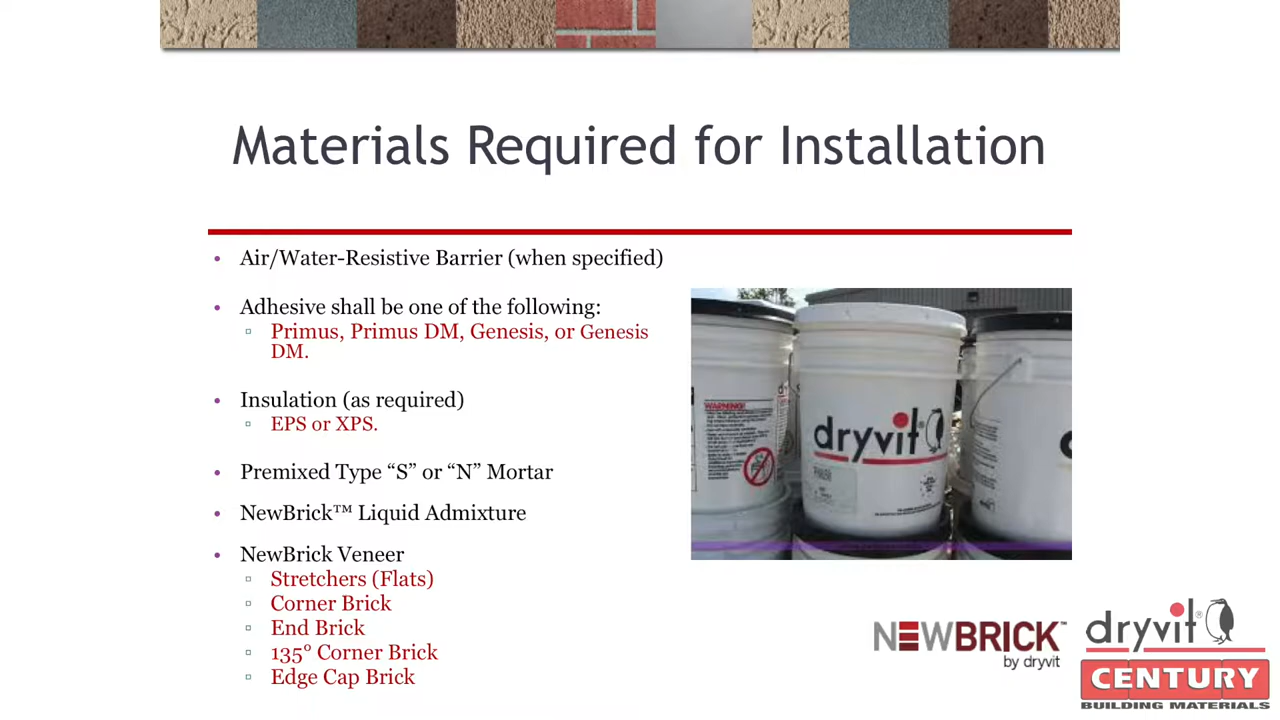 Materials Required for Installation
• Air/Water-Resistive Barrier (when specified)
• Adhesive shall be one of the following:
▫ Primus, Primus DM, Genesis, or Genesis
DM.
• Insulation (as required)
▫ EPS or XPS.
• Premixed Type “S” or “N” Mortar
• NewBrick™ Liquid Admixture
• NewBrick Veneer
▫ Stretchers (Flats)
▫ Corner Brick
▫ End Brick
▫ 135° Corner Brick
▫ Edge Cap Brick
WARNING!
dryvit®
NEWBRICK™
by dryvit
dryvit®
CENTURY
BUILDING MATERIALS